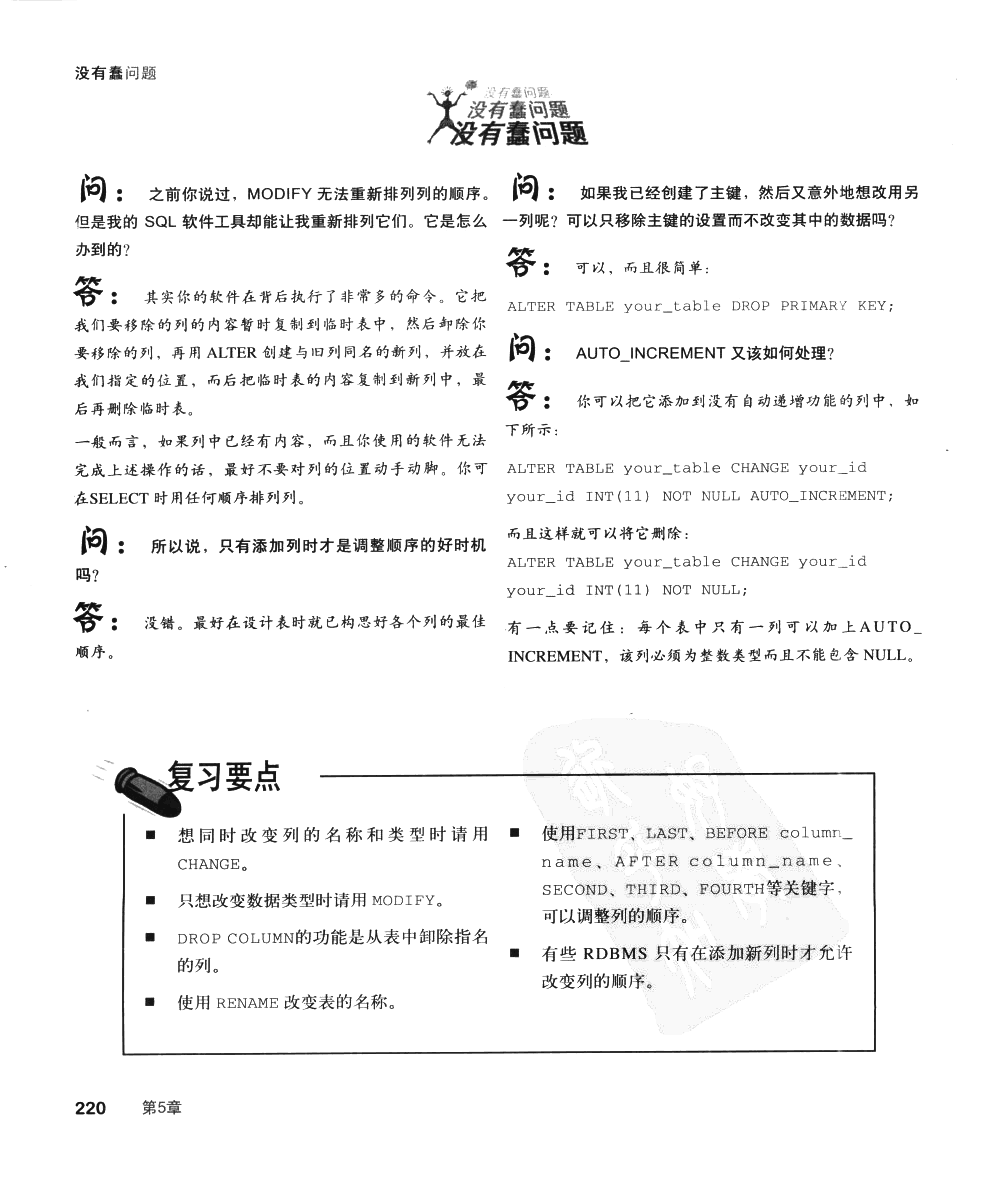 没有蠢问题
没有蠢问题
没有蠢问题
没有蠢问题
问： 之前你说过，MODIFY 无法重新排列列的顺序。
但是我的 SQL 软件工具却能让我重新排列它们。它是怎么
办到的？
答： 其实你的软件在背后执行了非常多的命令。它把
我们要移除的列的内容暂时复制到临时表中，然后卸除你
要移除的列，再用 ALTER 创建与旧列同名的新列，并放在
我们指定的位置，而后把临时表的内容复制到新列中，最
后再删除临时表。
一般而言，如果列中已经有内容，而且你使用的软件无法
完成上述操作的话，最好不要对列的位置动手动脚。你可
在SELECT 时用任何顺序排列列。
问： 所以说，只有添加列时才是调整顺序的好时机
吗？
答： 没错。最好在设计表时就已构思好各个列的最佳
顺序。
问： 如果我已经创建了主键，然后又意外地想改用另
一列呢？可以只移除主键的设置而不改变其中的数据吗？
答： 可以，而且很简单：
ALTER TABLE your_table DROP PRIMARY KEY;
问： AUTO_INCREMENT 又该如何处理？
答： 你可以把它添加到没有自动递增功能的列中，如
下所示：
ALTER TABLE your_table CHANGE your_id
your_id INT(11) NOT NULL AUTO_INCREMENT;
而且这样就可以将它删除：
ALTER TABLE your_table CHANGE your_id
your_id INT(11) NOT NULL;
有一点要记住：每个表中只有一列可以加上AUTO_
INCREMENT，该列必须为整数类型而且不能包含 NULL。
复习要点
■ 想同时改变列的名称和类型时请用
CHANGE。
■ 只想改变数据类型时请用 MODIFY。
■ DROP COLUMN的功能是从表中卸除指名
的列。
■ 使用 RENAME 改变表的名称。
■ 使用FIRST、LAST、BEFORE column_
name、AFTER column_name、
SECOND、THIRD、FOURTH等关键字，
可以调整列的顺序。
■ 有些 RDBMS 只有在添加新列时才允许
改变列的顺序。
220 第5章